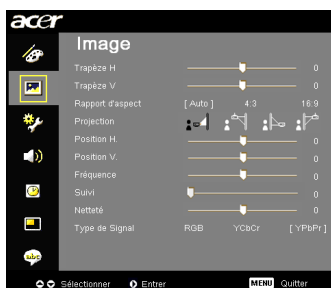 acer
Image
Trapèze H 0
Trapèze V 0
Rapport d'aspect [ Auto ] 4:3 16:9
Projection
Position H. 0
Position V. 0
Fréquence 0
Suivi 0
Netteté 0
Type de Signal RGB YCbCr [ YPbPr ]
abc
Sélectionner Entrer MENU Quitter